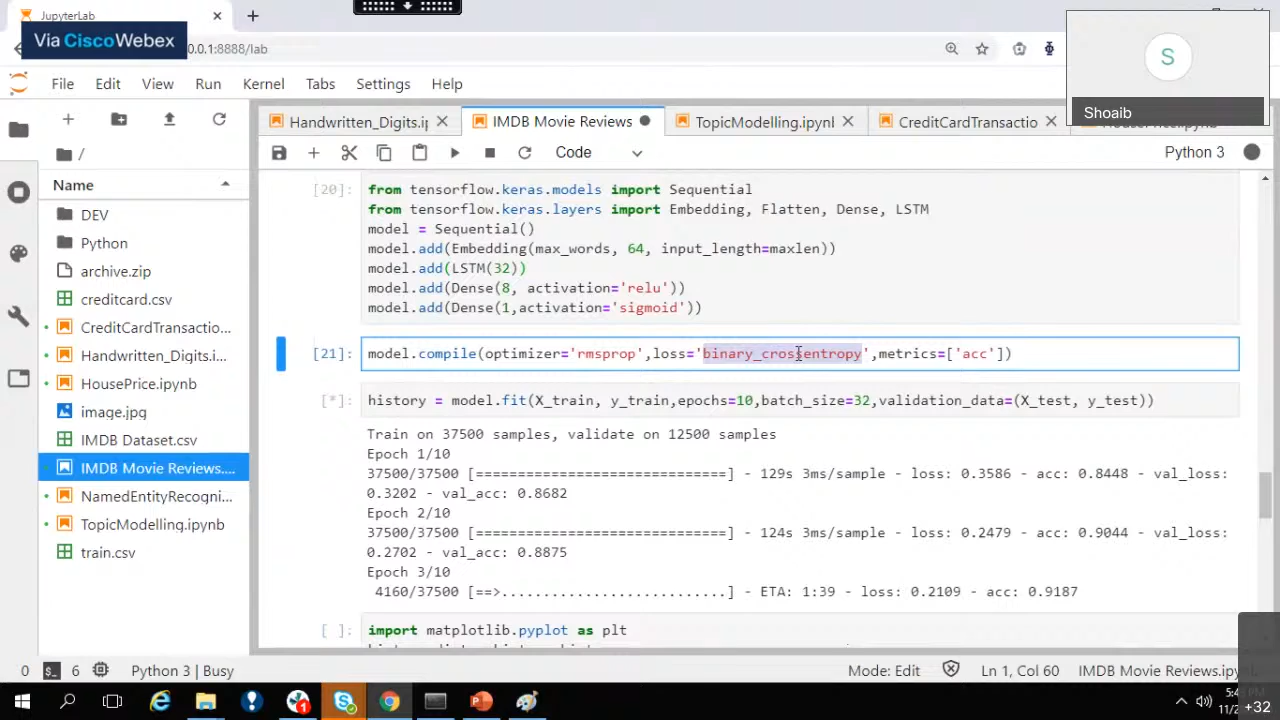 JupyterLab
Via Cisco Webex
0.0.1:8888/lab
S
Shoaib
File Edit View Run Kernel Tabs Settings Help
Handwritten_Digits.i
IMDB Movie Reviews
TopicModelling.ipynl
CreditCardTransactio
Code
Python 3
/
Name
DEV
Python
archive.zip
creditcard.csv
CreditCardTransactio...
Handwritten_Digits.i...
HousePrice.ipynb
image.jpg
IMDB Dataset.csv
IMDB Movie Reviews....
NamedEntityRecogni...
TopicModelling.ipynb
train.csv
[20]: from tensorflow.keras.models import Sequential
from tensorflow.keras.layers import Embedding, Flatten, Dense, LSTM
model = Sequential()
model.add(Embedding(max_words, 64, input_length=maxlen))
model.add(LSTM(32))
model.add(Dense(8, activation='relu'))
model.add(Dense(1,activation='sigmoid'))
[21]: model.compile(optimizer='rmsprop',loss='binary_crossentropy',metrics=['acc'])
[*]: history = model.fit(X_train, y_train,epochs=10,batch_size=32,validation_data=(X_test, y_test))
Train on 37500 samples, validate on 12500 samples
Epoch 1/10
37500/37500 [==============================] - 129s 3ms/sample - loss: 0.3586 - acc: 0.8448 - val_loss:
0.3202 - val_acc: 0.8682
Epoch 2/10
37500/37500 [==============================] - 124s 3ms/sample - loss: 0.2479 - acc: 0.9044 - val_loss:
0.2702 - val_acc: 0.8875
Epoch 3/10
4160/37500 [==>...........................] - ETA: 1:39 - loss: 0.2109 - acc: 0.9187
[ ]: import matplotlib.pyplot as plt
0
6
Python 3 | Busy
Mode: Edit
Ln 1, Col 60
IMDB Movie Reviews.ipyn
5:4
11/2
+32